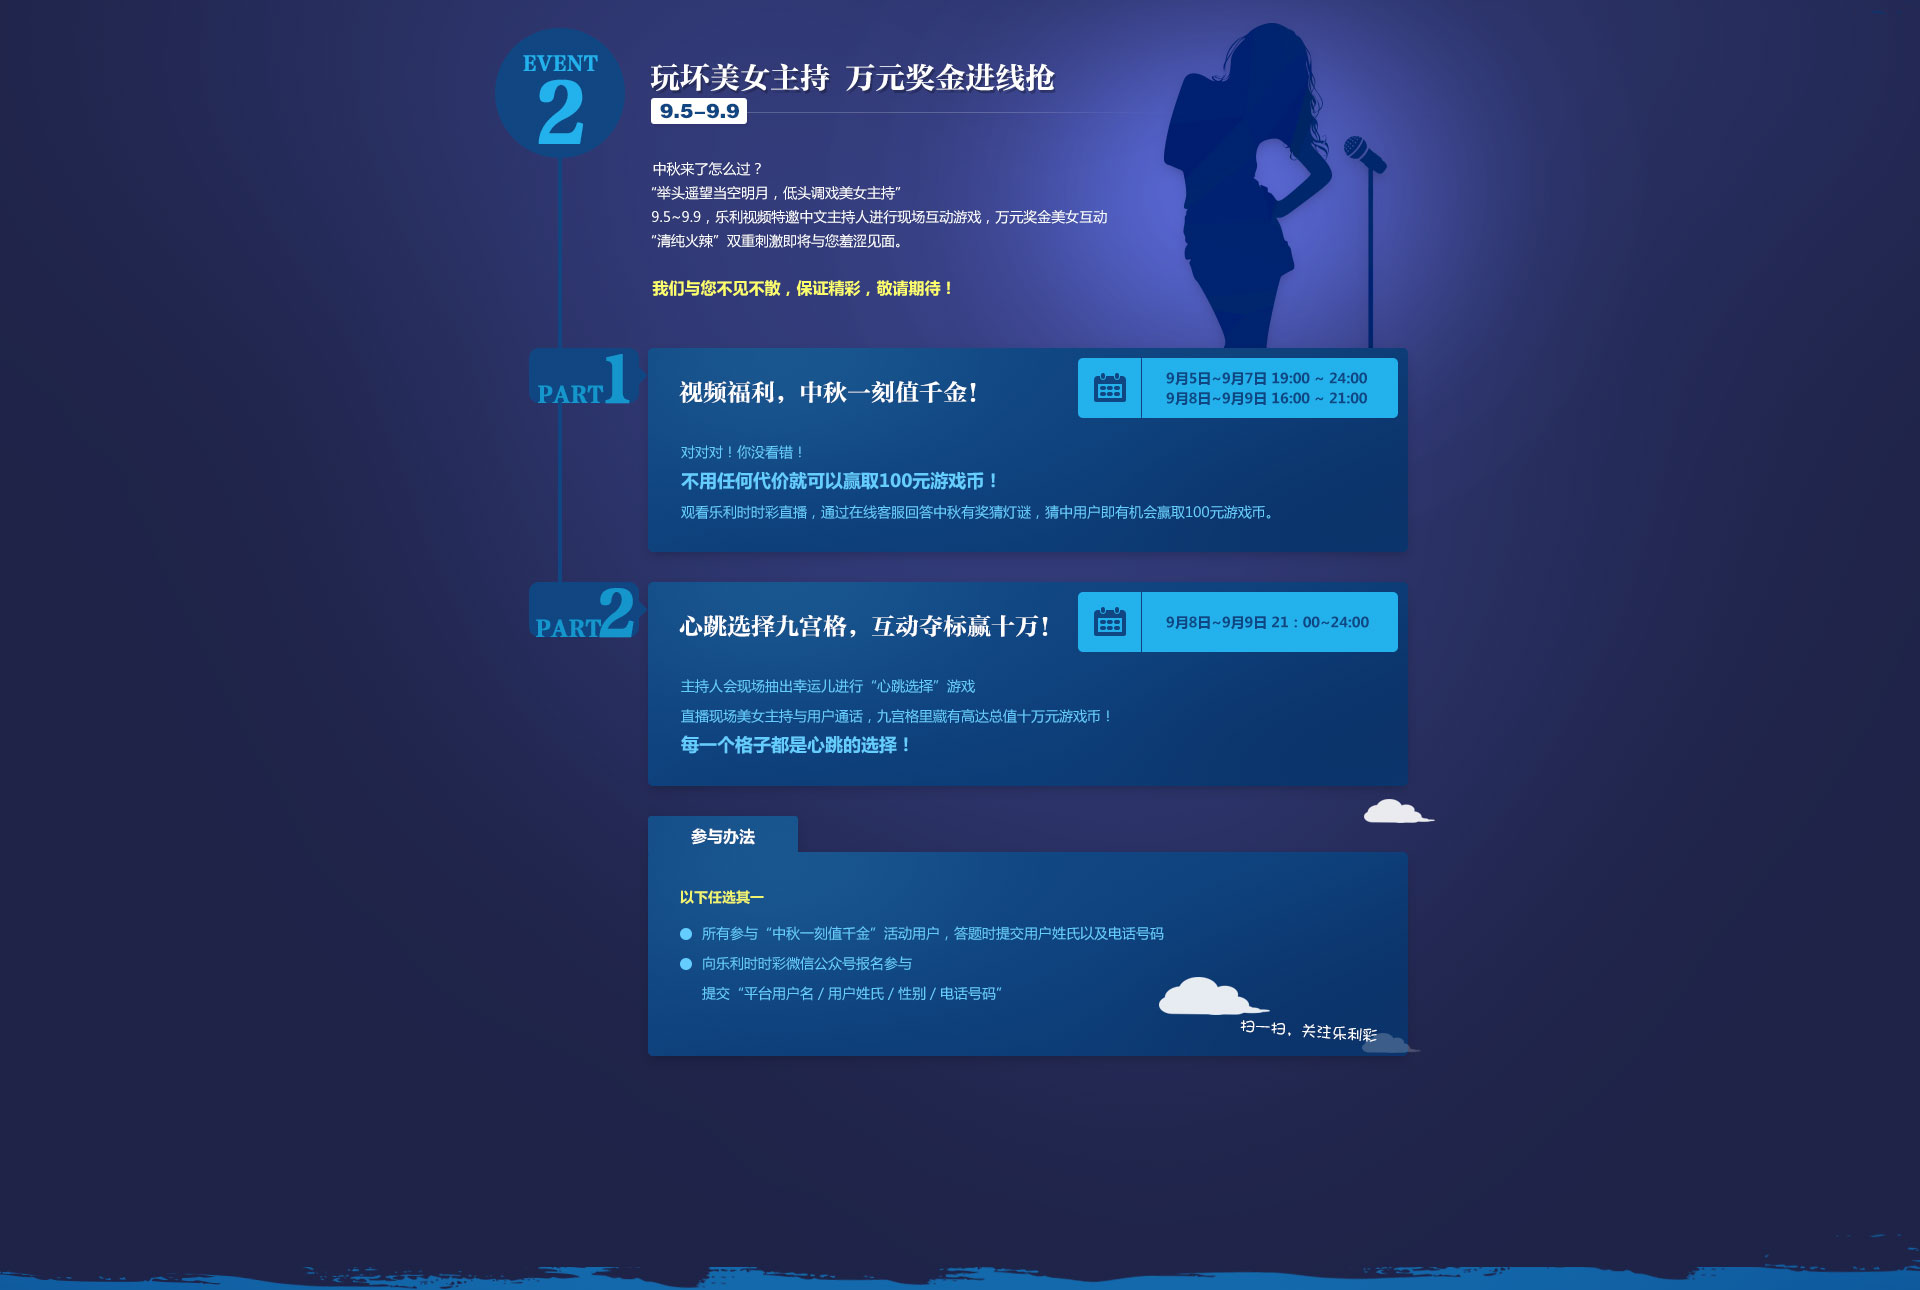 EVENT
2
玩坏美女主持 万元奖金进线抢
9.5-9.9
中秋来了怎么过？
“举头遥望当空明月，低头调戏美女主持”
9.5~9.9，乐利视频特邀中文主持人进行现场互动游戏，万元奖金美女互动
“清纯火辣”双重刺激即将与您羞涩见面。
我们与您不见不散，保证精彩，敬请期待！
PART1
视频福利，中秋一刻值千金！
9月5日~9月7日 19:00 ~ 24:00
9月8日~9月9日 16:00 ~ 21:00
对对对！你没看错！
不用任何代价就可以赢取100元游戏币！
观看乐利时时彩直播，通过在线客服回答中秋有奖猜灯谜，猜中用户即有机会赢取100元游戏币。
PART2
心跳选择九宫格，互动夺标赢十万！
9月8日~9月9日 21：00~24:00
主持人会现场抽出幸运儿进行“心跳选择”游戏
直播现场美女主持与用户通话，九宫格里藏有高达总值十万元游戏币！
每一个格子都是心跳的选择！
参与办法
以下任选其一
所有参与“中秋一刻值千金”活动用户，答题时提交用户姓氏以及电话号码
向乐利时时彩微信公众号报名参与
提交“平台用户名 / 用户姓氏 / 性别 / 电话号码”
扫一扫，关注乐利彩